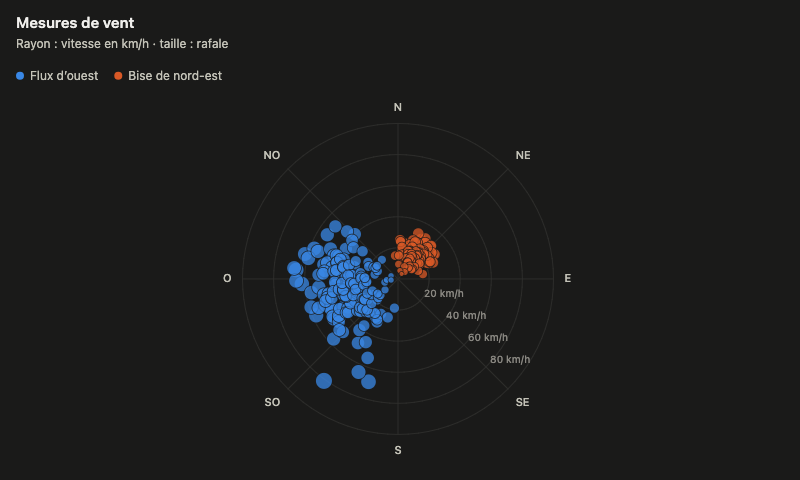 Mesures de vent
Rayon : vitesse en km/h · taille : rafale
Flux d’ouest
Bise de nord-est
N
NO
NE
O
E
20 km/h
40 km/h
60 km/h
80 km/h
SO
SE
S